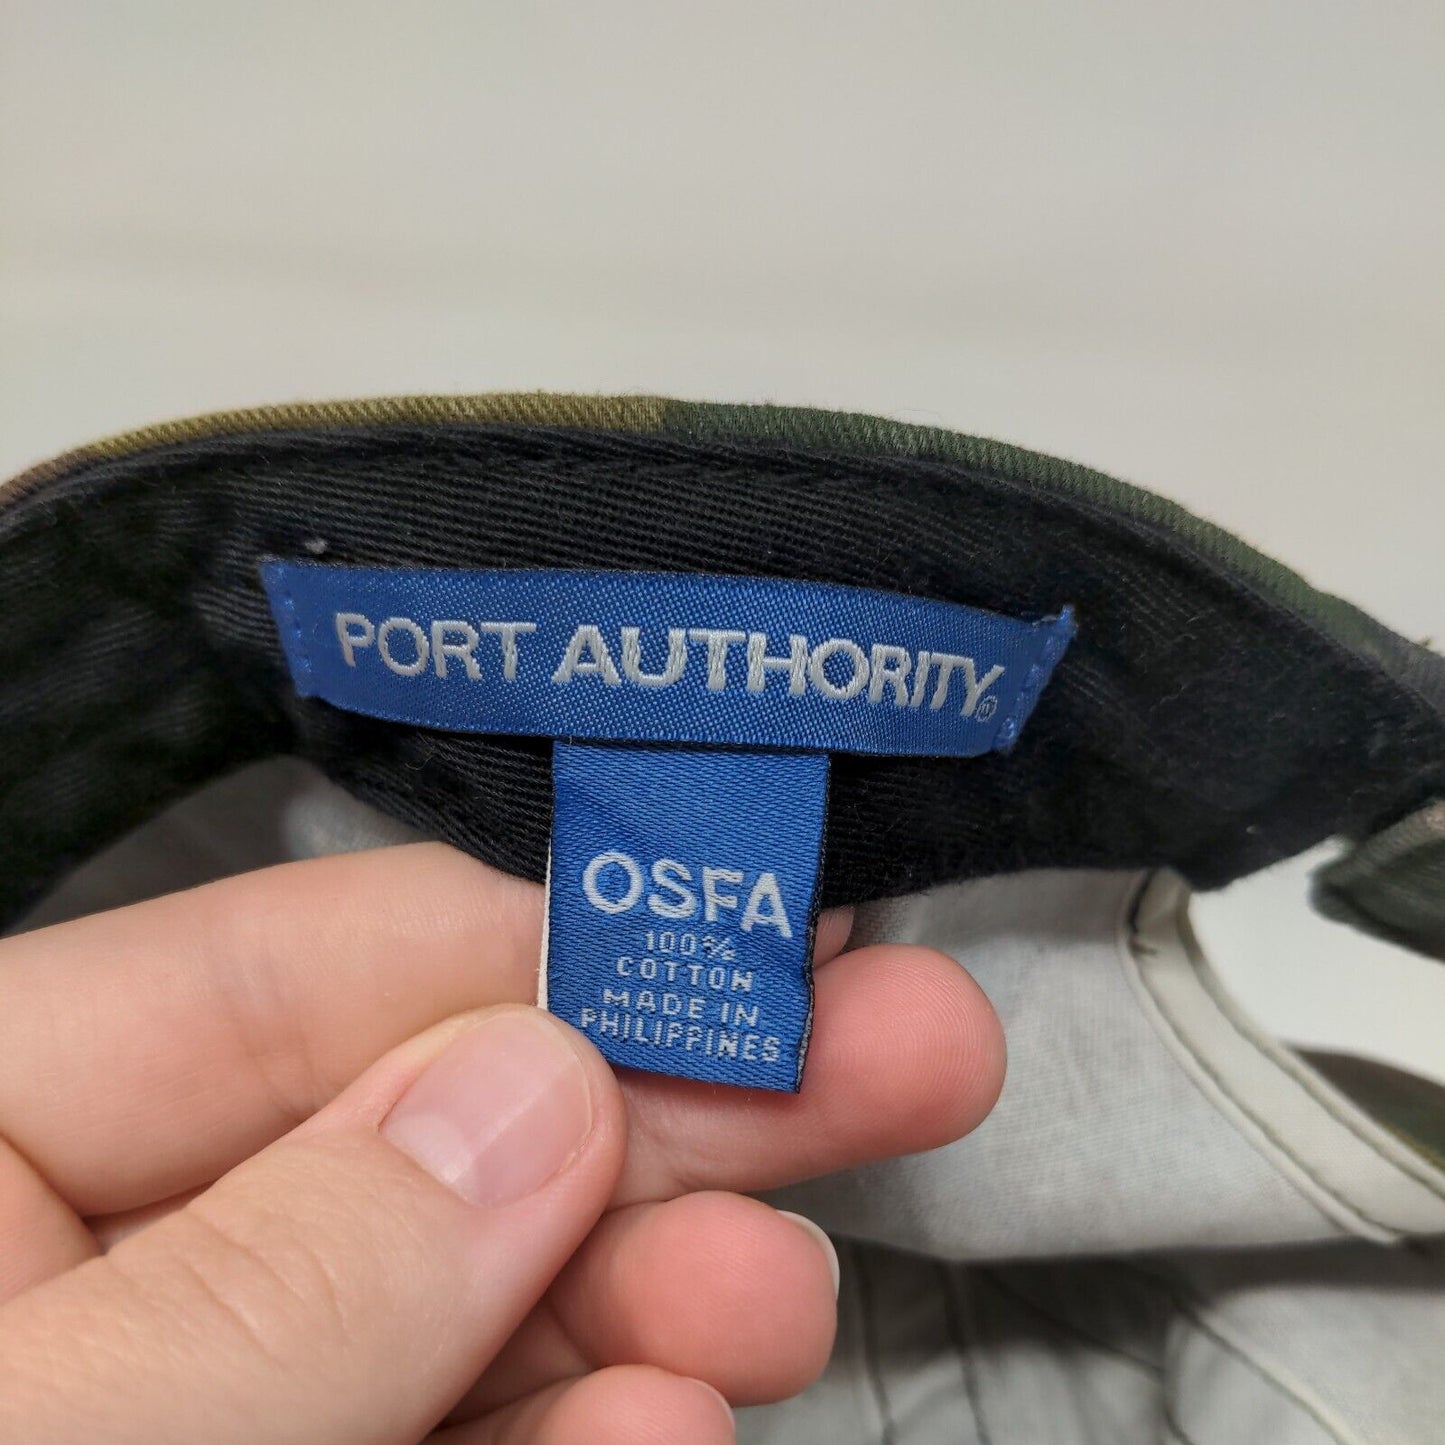 PORT AUTHORITY®
OSFA
100%
COTTON
MADE IN
PHILIPPINES